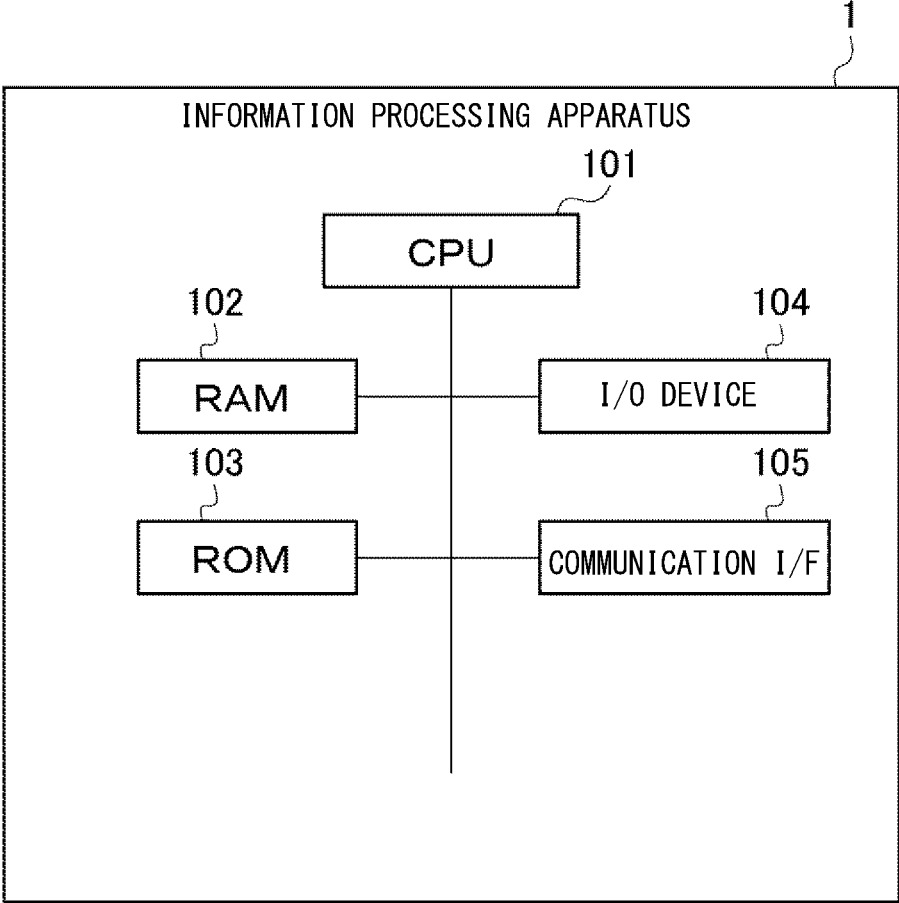 1
INFORMATION PROCESSING APPARATUS
101
CPU
102
104
RAM
I/O DEVICE
103
105
ROM
COMMUNICATION I/F